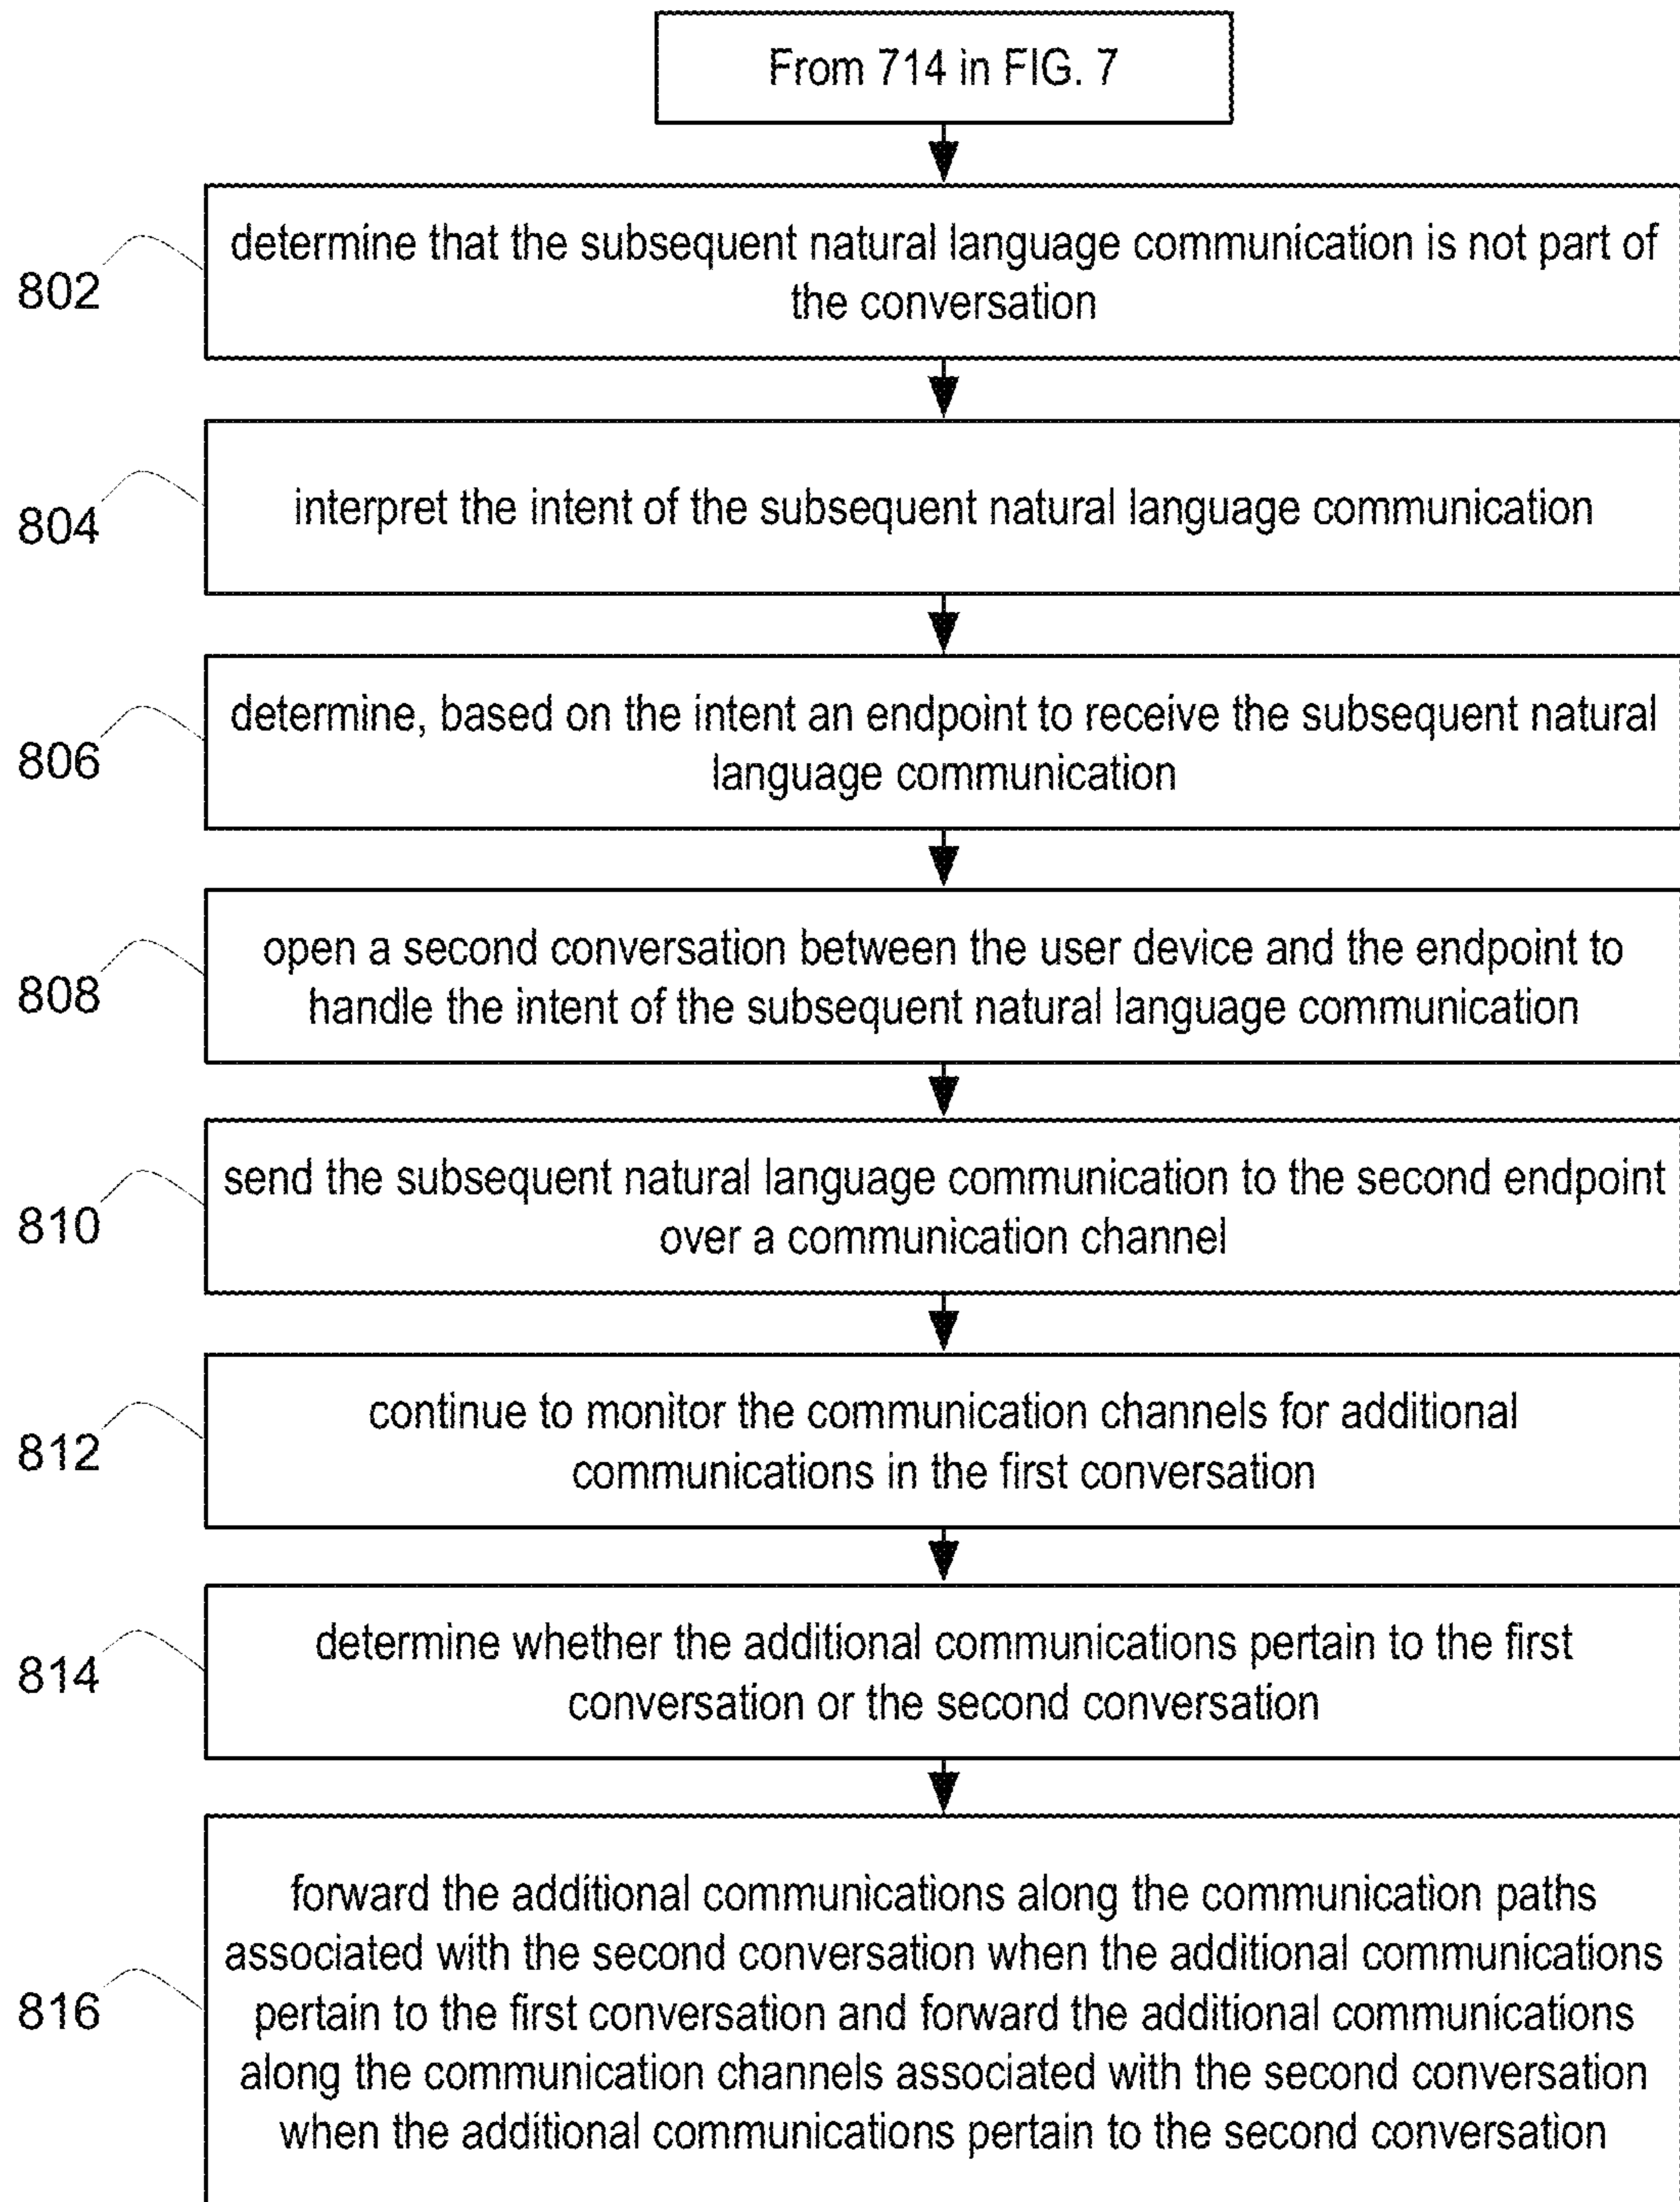 From 714 in FIG. 7
802
determine that the subsequent natural language communication is not part of
the conversation
804
interpret the intent of the subsequent natural language communication
806
determine, based on the intent an endpoint to receive the subsequent natural
language communication
808
open a second conversation between the user device and the endpoint to
handle the intent of the subsequent natural language communication
810
send the subsequent natural language communication to the second endpoint
over a communication channel
812
continue to monitor the communication channels for additional
communications in the first conversation
814
determine whether the additional communications pertain to the first
conversation or the second conversation
816
forward the additional communications along the communication paths
associated with the second conversation when the additional communications
pertain to the first conversation and forward the additional communications
along the communication channels associated with the second conversation
when the additional communications pertain to the second conversation